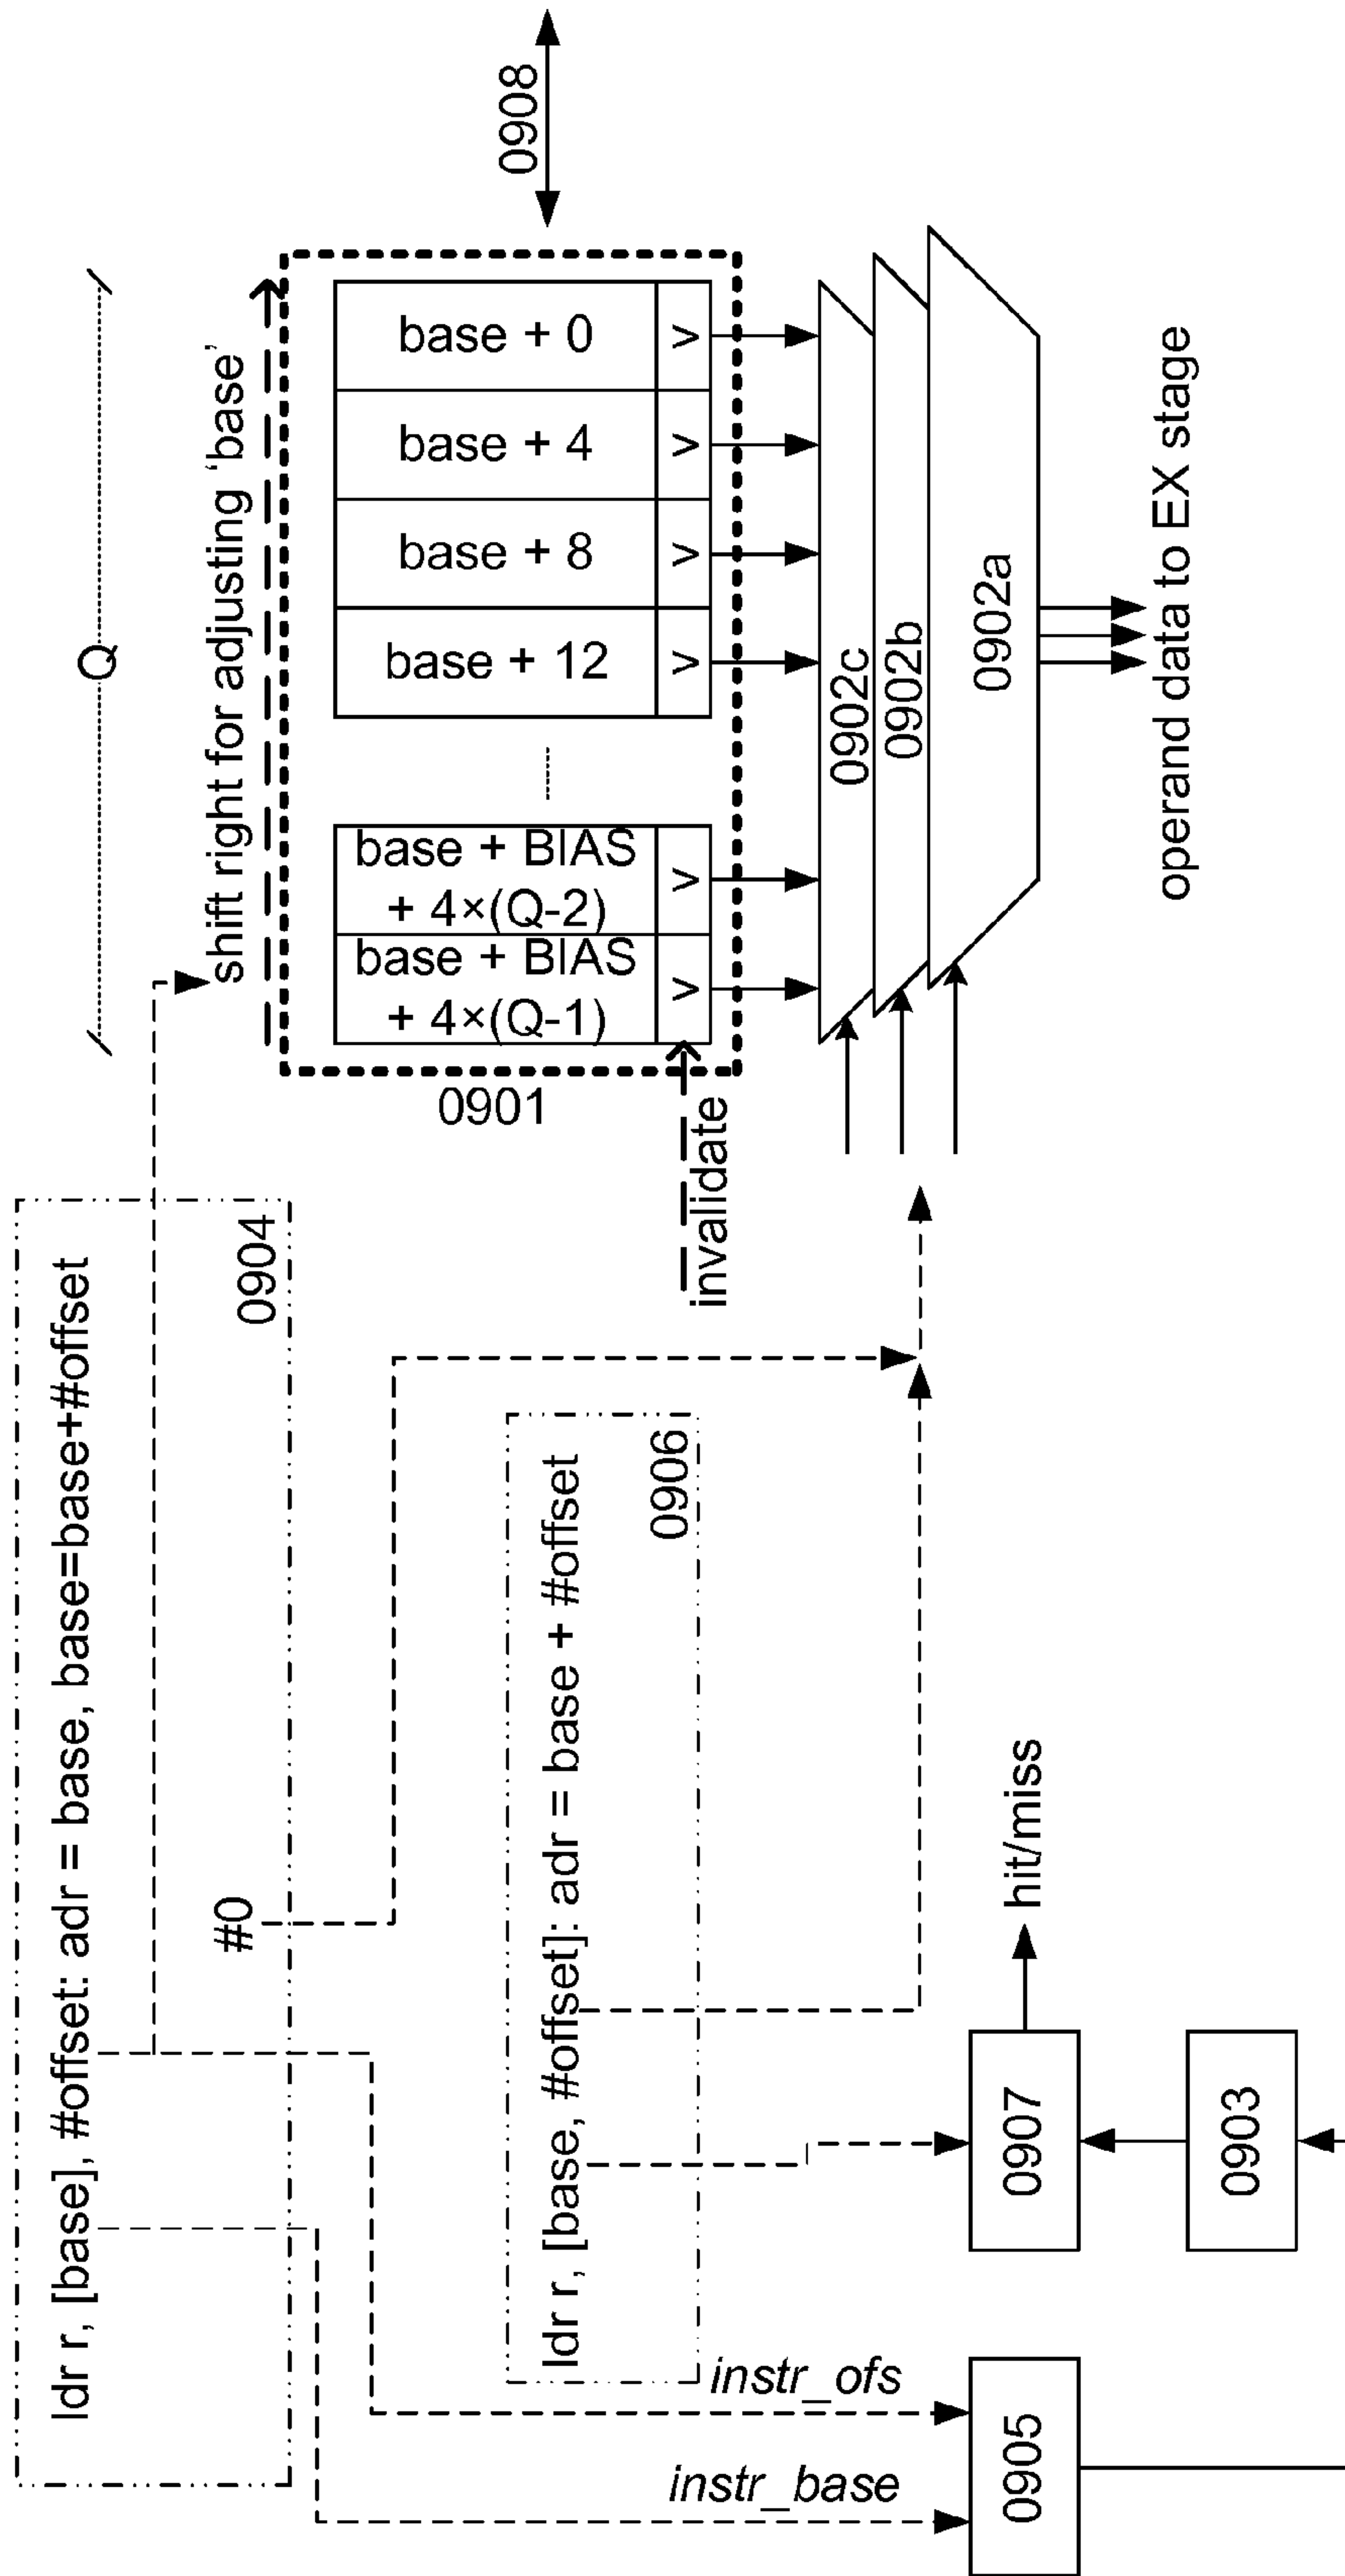 Q
shift right for adjusting ‘base’
ldr r, [base], #offset: adr = base, base=base+#offset
#0
0904
base + BIAS
+ 4×(Q-1)
base + BIAS
+ 4×(Q-2)
base + 12
base + 8
base + 4
base + 0
>
>
>
>
>
>
0901
0908
invalidate
ldr r, [base, #offset]: adr = base + #offset
0906
0902c
0902b
0902a
instr_ofs
instr_base
0905
0907
hit/miss
0903
operand data to EX stage